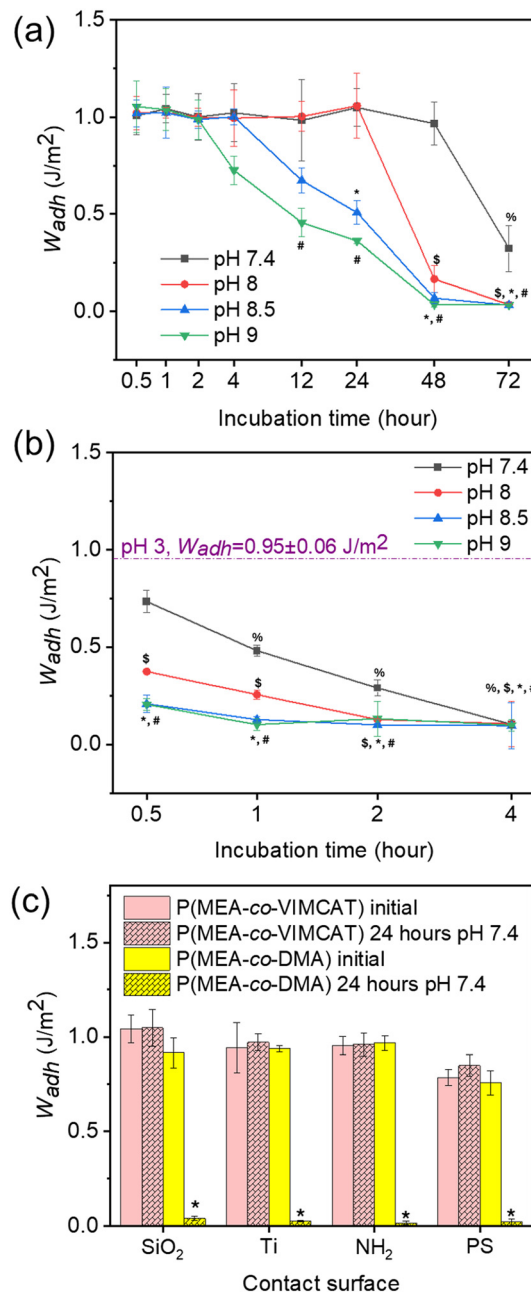 (a)
1.5
1.0
0.5
0.0
W_adh (J/m²)
*
%
#
#
$
*, #
$, *, #
pH 7.4
pH 8
pH 8.5
pH 9
0.5 1 2 4 12 24 48 72
Incubation time (hour)
(b)
1.5
1.0
0.5
0.0
W_adh (J/m²)
pH 7.4
pH 8
pH 8.5
pH 9
pH 3, Wadh=0.95±0.06 J/m²
$
%
$
%
%, $, *, #
*, #
*, #
$, *, #
0.5 1 2 4
Incubation time (hour)
(c)
1.5
1.0
0.5
0.0
W_adh (J/m²)
P(MEA-co-VIMCAT) initial
P(MEA-co-VIMCAT) 24 hours pH 7.4
P(MEA-co-DMA) initial
P(MEA-co-DMA) 24 hours pH 7.4
* * * *
SiO₂ Ti NH₂ PS
Contact surface